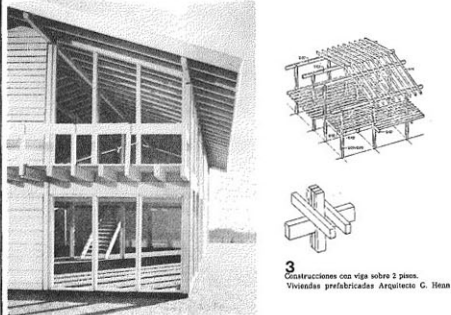 3
Construcciones con viga sobre 2 pisos.
Viviendas prefabricadas Arquitecto G. Henn